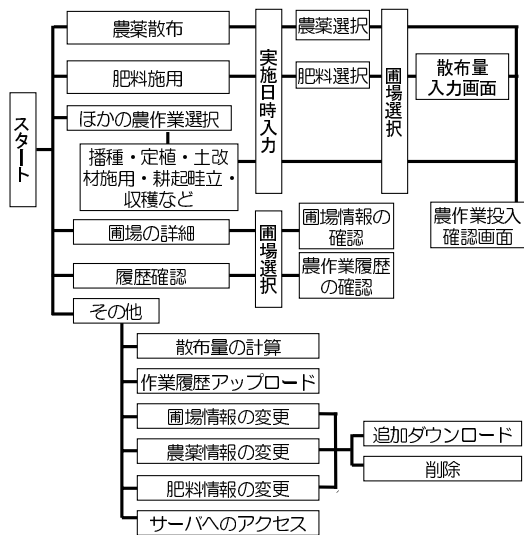 スタート
農薬散布
肥料施用
ほかの農作業選択
播種・定植・土改
材施用・耕起畦立・
収穫など
実施日時入力
農薬選択
肥料選択
圃場選択
散布量
入力画面
農作業投入
確認画面
圃場の詳細
履歴確認
圃場選択
圃場情報の
確認
農作業履歴
の確認
その他
散布量の計算
作業履歴アップロード
圃場情報の変更
農薬情報の変更
肥料情報の変更
サーバへのアクセス
追加ダウンロード
削除